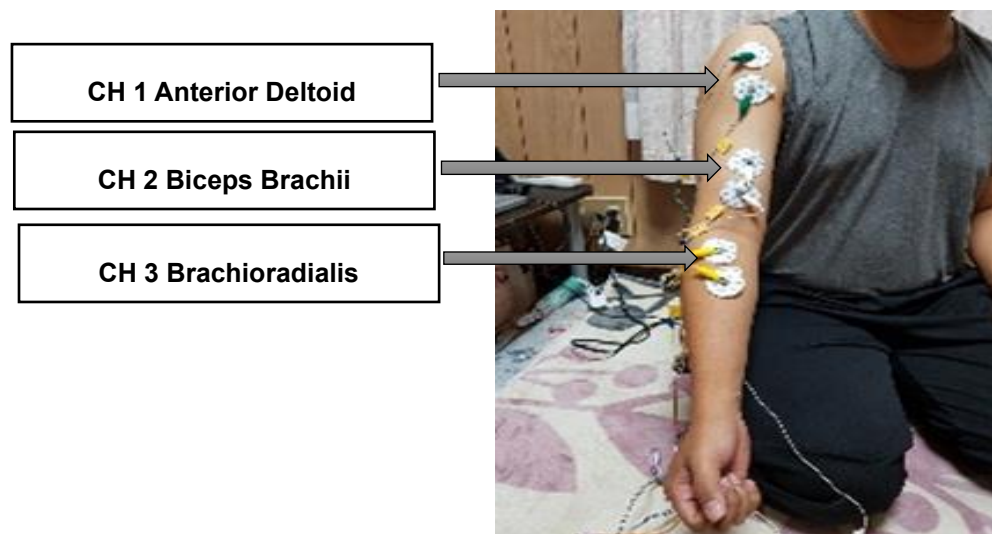 CH 1 Anterior Deltoid
CH 2 Biceps Brachii
CH 3 Brachioradialis